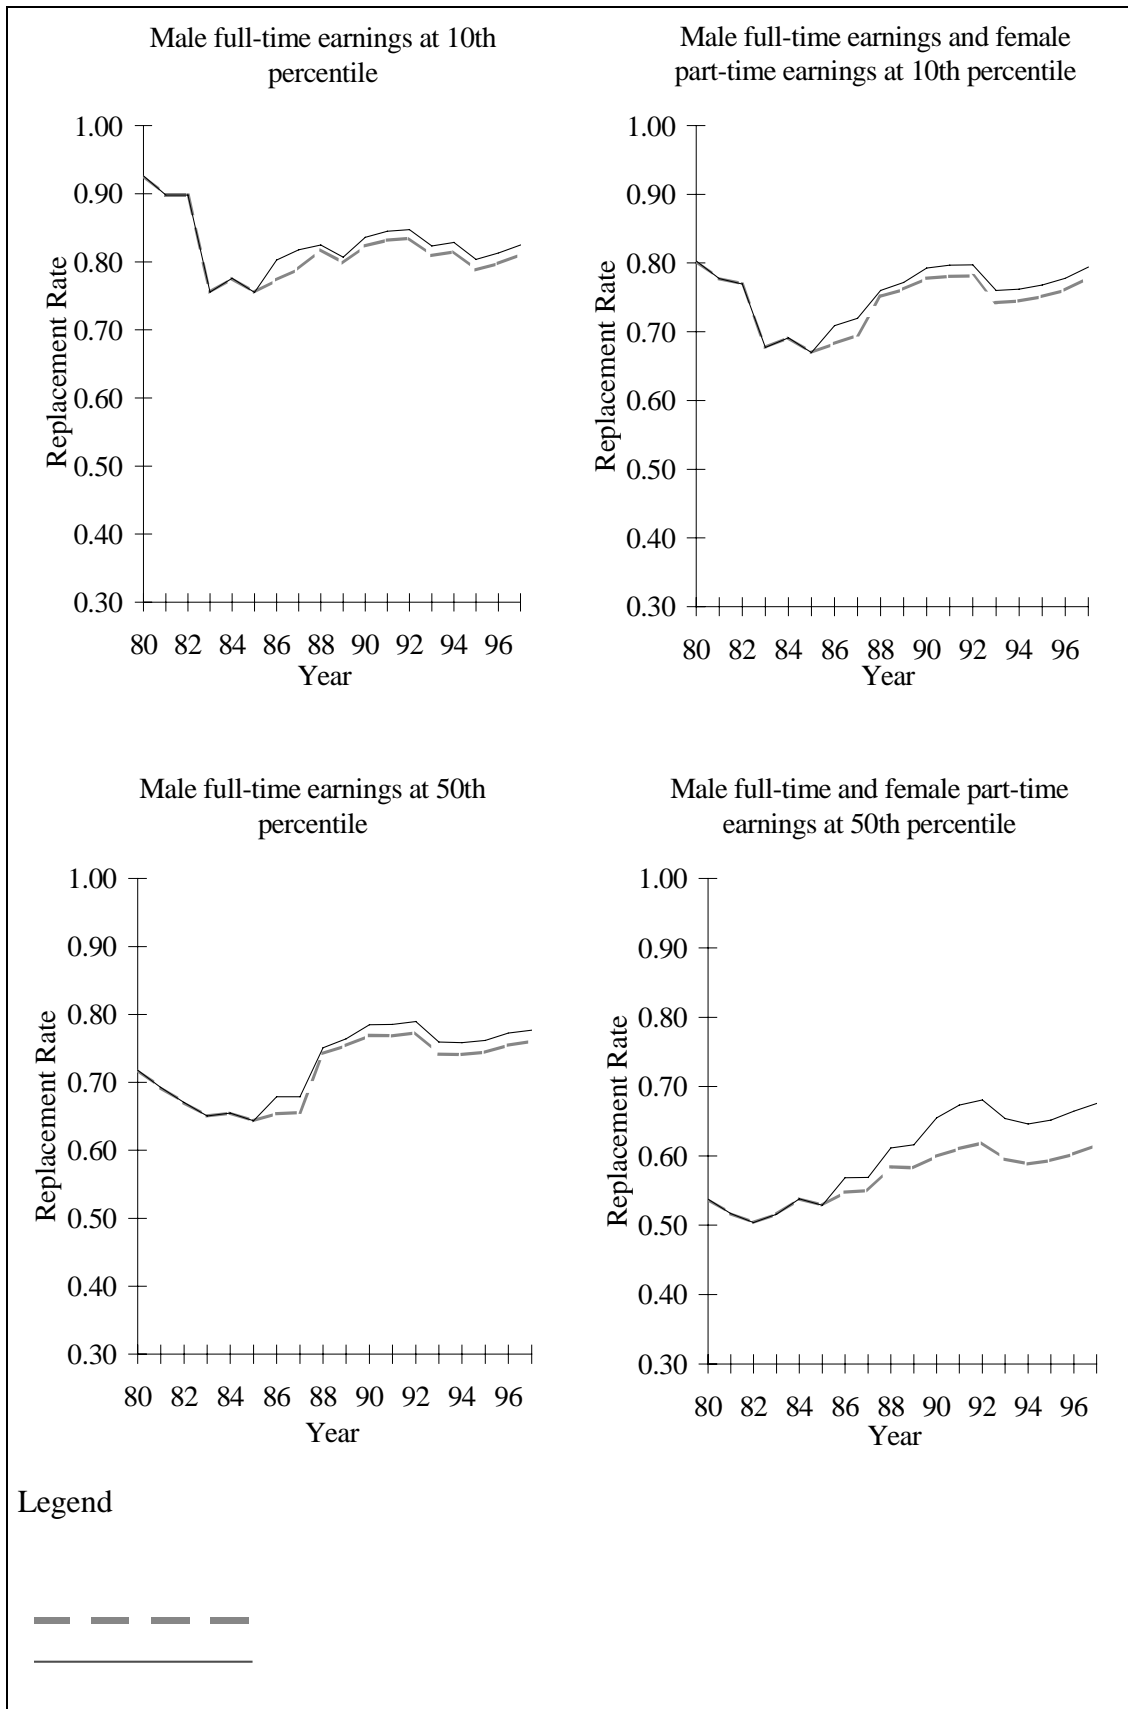 Male full-time earnings at 10th
percentile
1.00
0.90
0.80
0.70
0.60
0.50
0.40
0.30
Replacement Rate
80 82 84 86 88 90 92 94 96
Year
Male full-time earnings and female
part-time earnings at 10th percentile
1.00
0.90
0.80
0.70
0.60
0.50
0.40
0.30
Replacement Rate
80 82 84 86 88 90 92 94 96
Year
Male full-time earnings at 50th
percentile
1.00
0.90
0.80
0.70
0.60
0.50
0.40
0.30
Replacement Rate
80 82 84 86 88 90 92 94 96
Year
Male full-time and female part-time
earnings at 50th percentile
1.00
0.90
0.80
0.70
0.60
0.50
0.40
0.30
Replacement Rate
80 82 84 86 88 90 92 94 96
Year
Legend